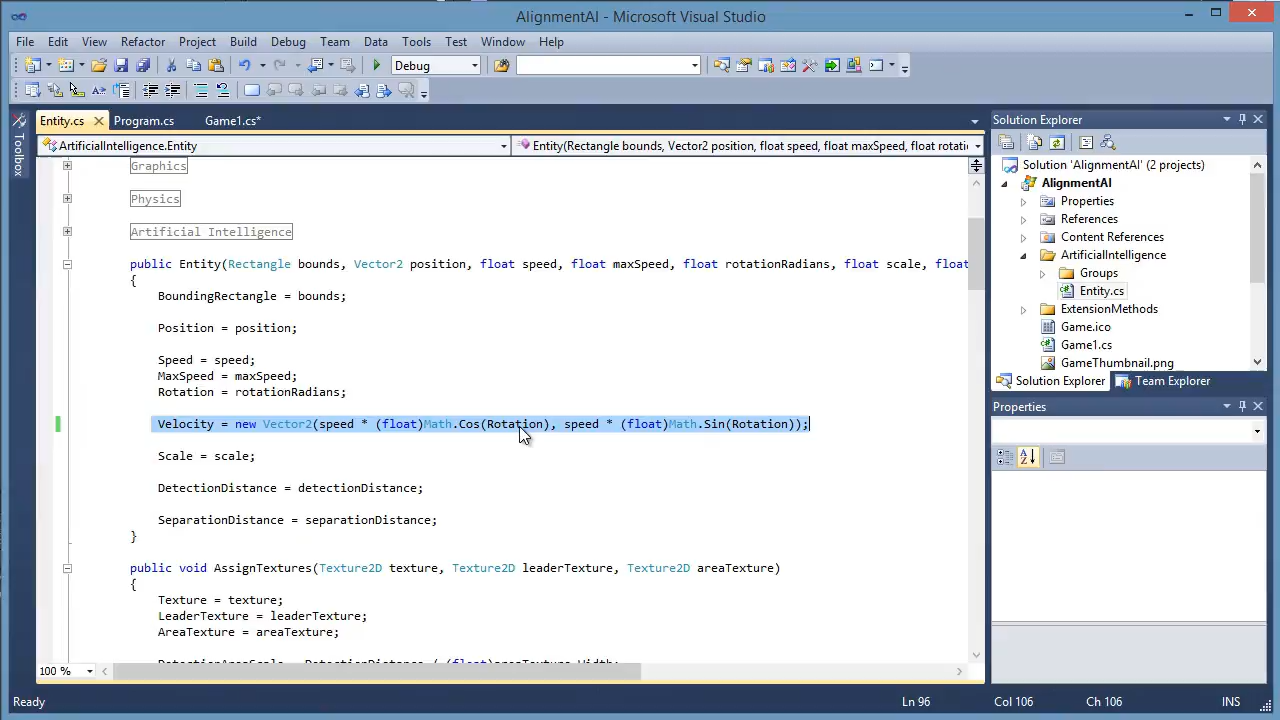 AlignmentAI - Microsoft Visual Studio
File Edit View Refactor Project Build Debug Team Data Tools Test Window Help
Debug
Toolbox
Entity.cs Program.cs Game1.cs*
ArtificialIntelligence.Entity
Entity(Rectangle bounds, Vector2 position, float speed, float maxSpeed, float rotatio
Graphics
Physics
Artificial Intelligence
public Entity(Rectangle bounds, Vector2 position, float speed, float maxSpeed, float rotationRadians, float scale, float
{
BoundingRectangle = bounds;
Position = position;
Speed = speed;
MaxSpeed = maxSpeed;
Rotation = rotationRadians;
Velocity = new Vector2(speed * (float)Math.Cos(Rotation), speed * (float)Math.Sin(Rotation));
Scale = scale;
DetectionDistance = detectionDistance;
SeparationDistance = separationDistance;
}
public void AssignTextures(Texture2D texture, Texture2D leaderTexture, Texture2D areaTexture)
{
Texture = texture;
LeaderTexture = leaderTexture;
AreaTexture = areaTexture;
DetectionAreaScale = DetectionDistance / (float)areaTexture.Width;
100 %
Solution Explorer
Solution 'AlignmentAI' (2 projects)
AlignmentAI
Properties
References
Content References
ArtificialIntelligence
Groups
Entity.cs
ExtensionMethods
Game.ico
Game1.cs
GameThumbnail.png
Solution Explorer Team Explorer
Properties
Ready Ln 96 Col 106 Ch 106 INS